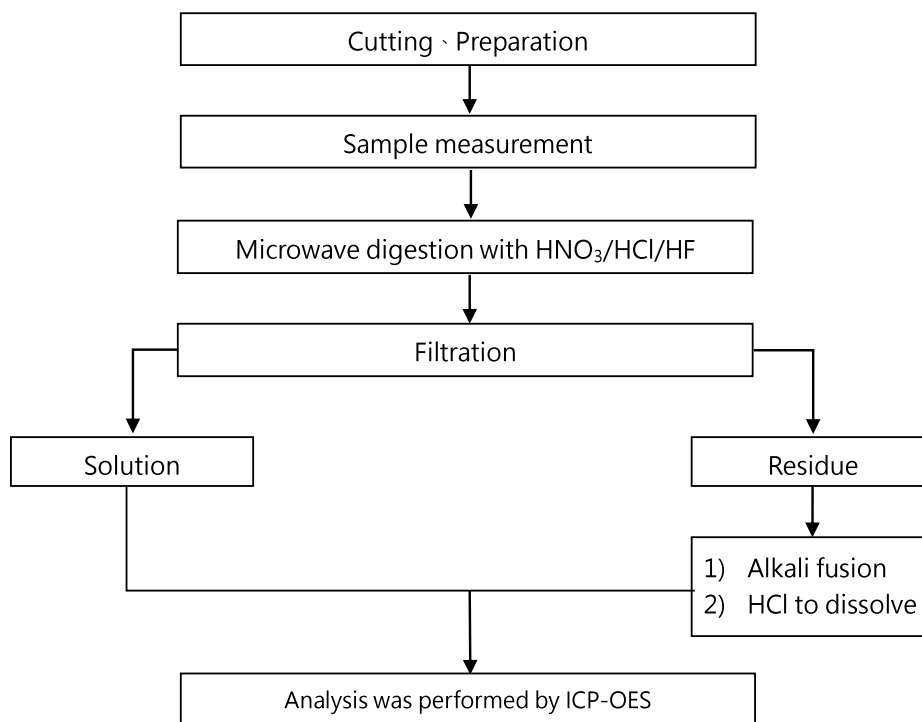 Cutting、Preparation
Sample measurement
Microwave digestion with HNO₃/HCl/HF
Filtration
Solution
Residue
1) Alkali fusion
2) HCl to dissolve
Analysis was performed by ICP-OES